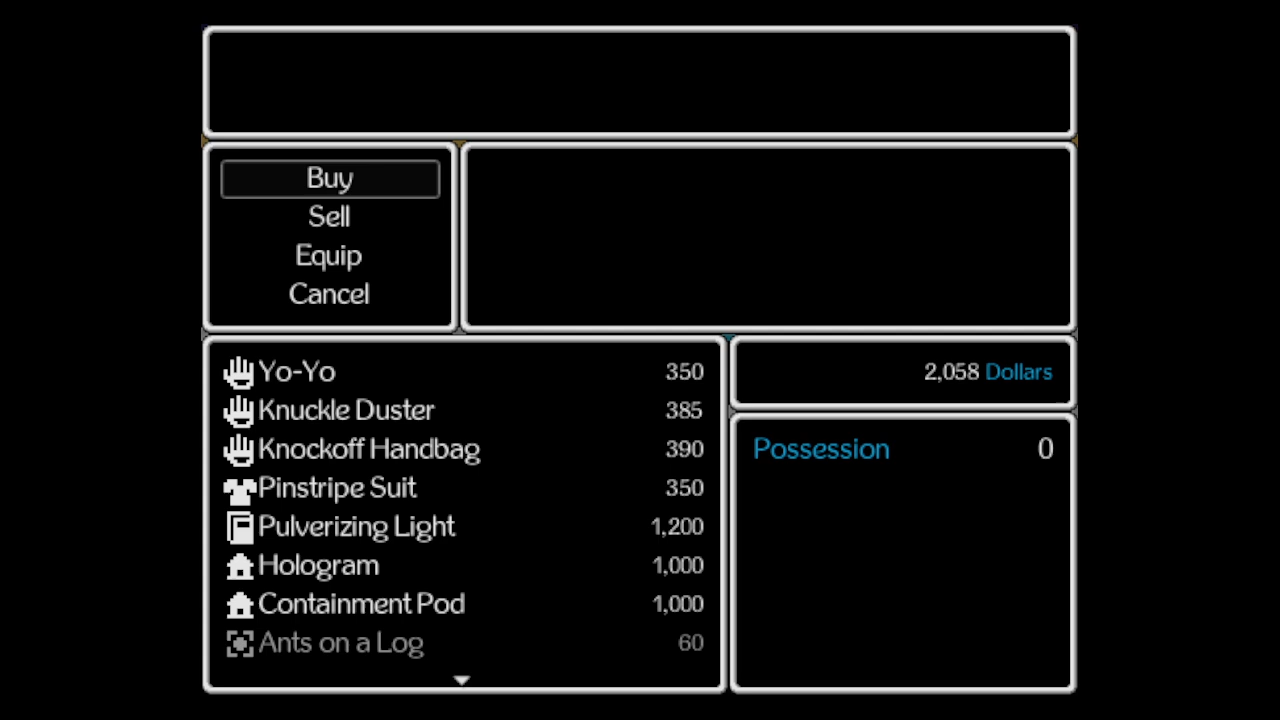 Buy
Sell
Equip
Cancel
Yo-Yo 350
Knuckle Duster 385
Knockoff Handbag 390
Pinstripe Suit 350
Pulverizing Light 1,200
Hologram 1,000
Containment Pod 1,000
Ants on a Log 60
2,058 Dollars
Possession 0